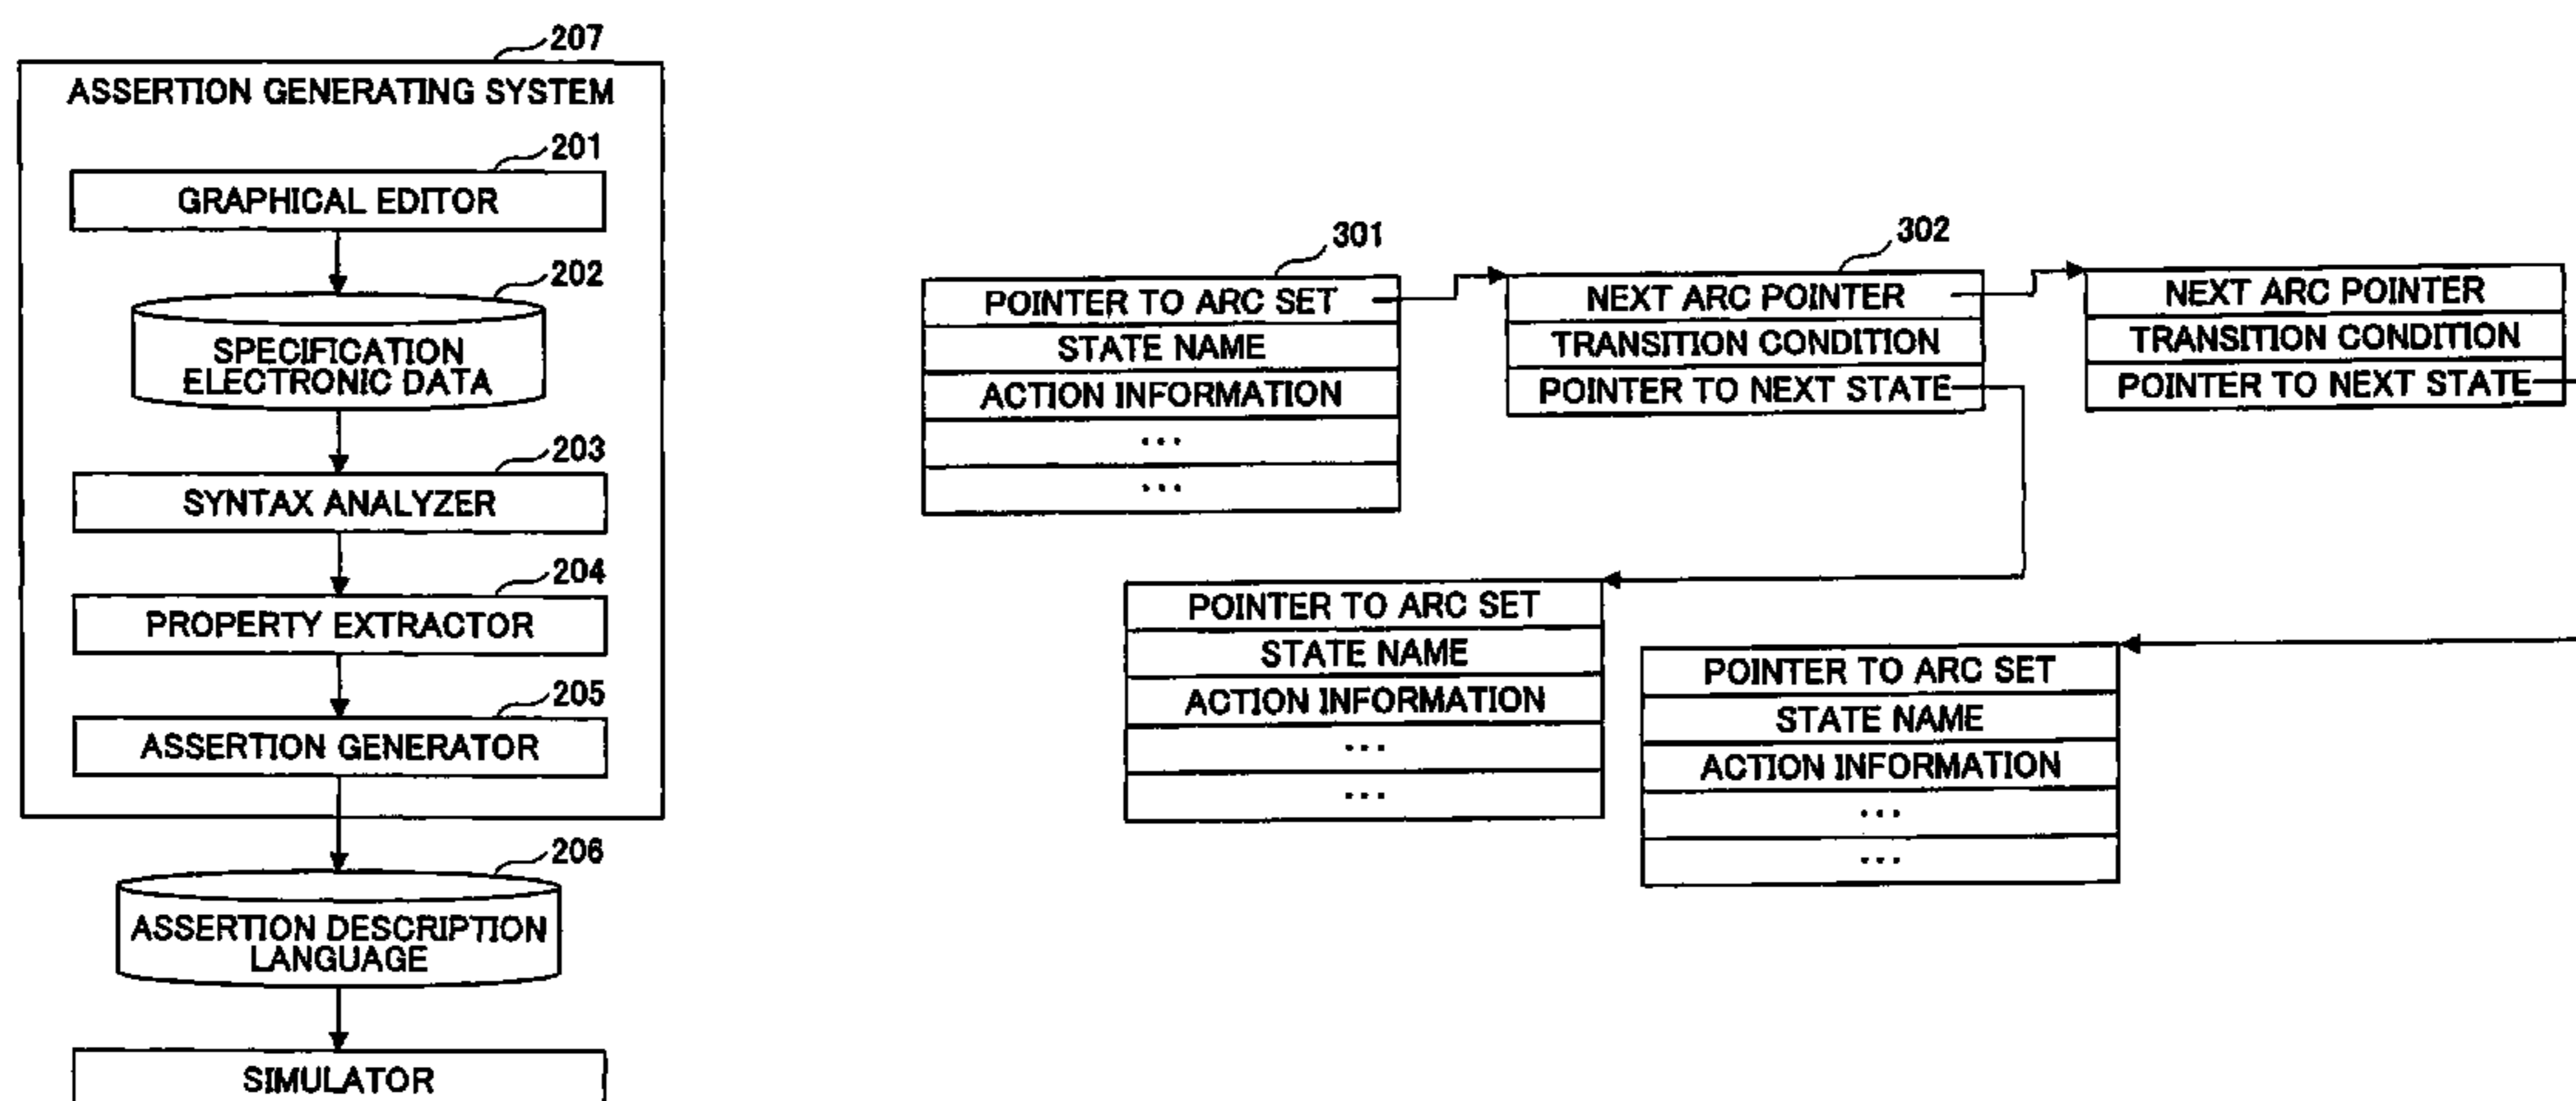 207
ASSERTION GENERATING SYSTEM
201
GRAPHICAL EDITOR
202
SPECIFICATION
ELECTRONIC DATA
203
SYNTAX ANALYZER
204
PROPERTY EXTRACTOR
205
ASSERTION GENERATOR
206
ASSERTION DESCRIPTION
LANGUAGE
SIMULATOR
301
POINTER TO ARC SET
STATE NAME
ACTION INFORMATION
...
...
302
NEXT ARC POINTER
TRANSITION CONDITION
POINTER TO NEXT STATE
NEXT ARC POINTER
TRANSITION CONDITION
POINTER TO NEXT STATE
POINTER TO ARC SET
STATE NAME
ACTION INFORMATION
...
...
POINTER TO ARC SET
STATE NAME
ACTION INFORMATION
...
...